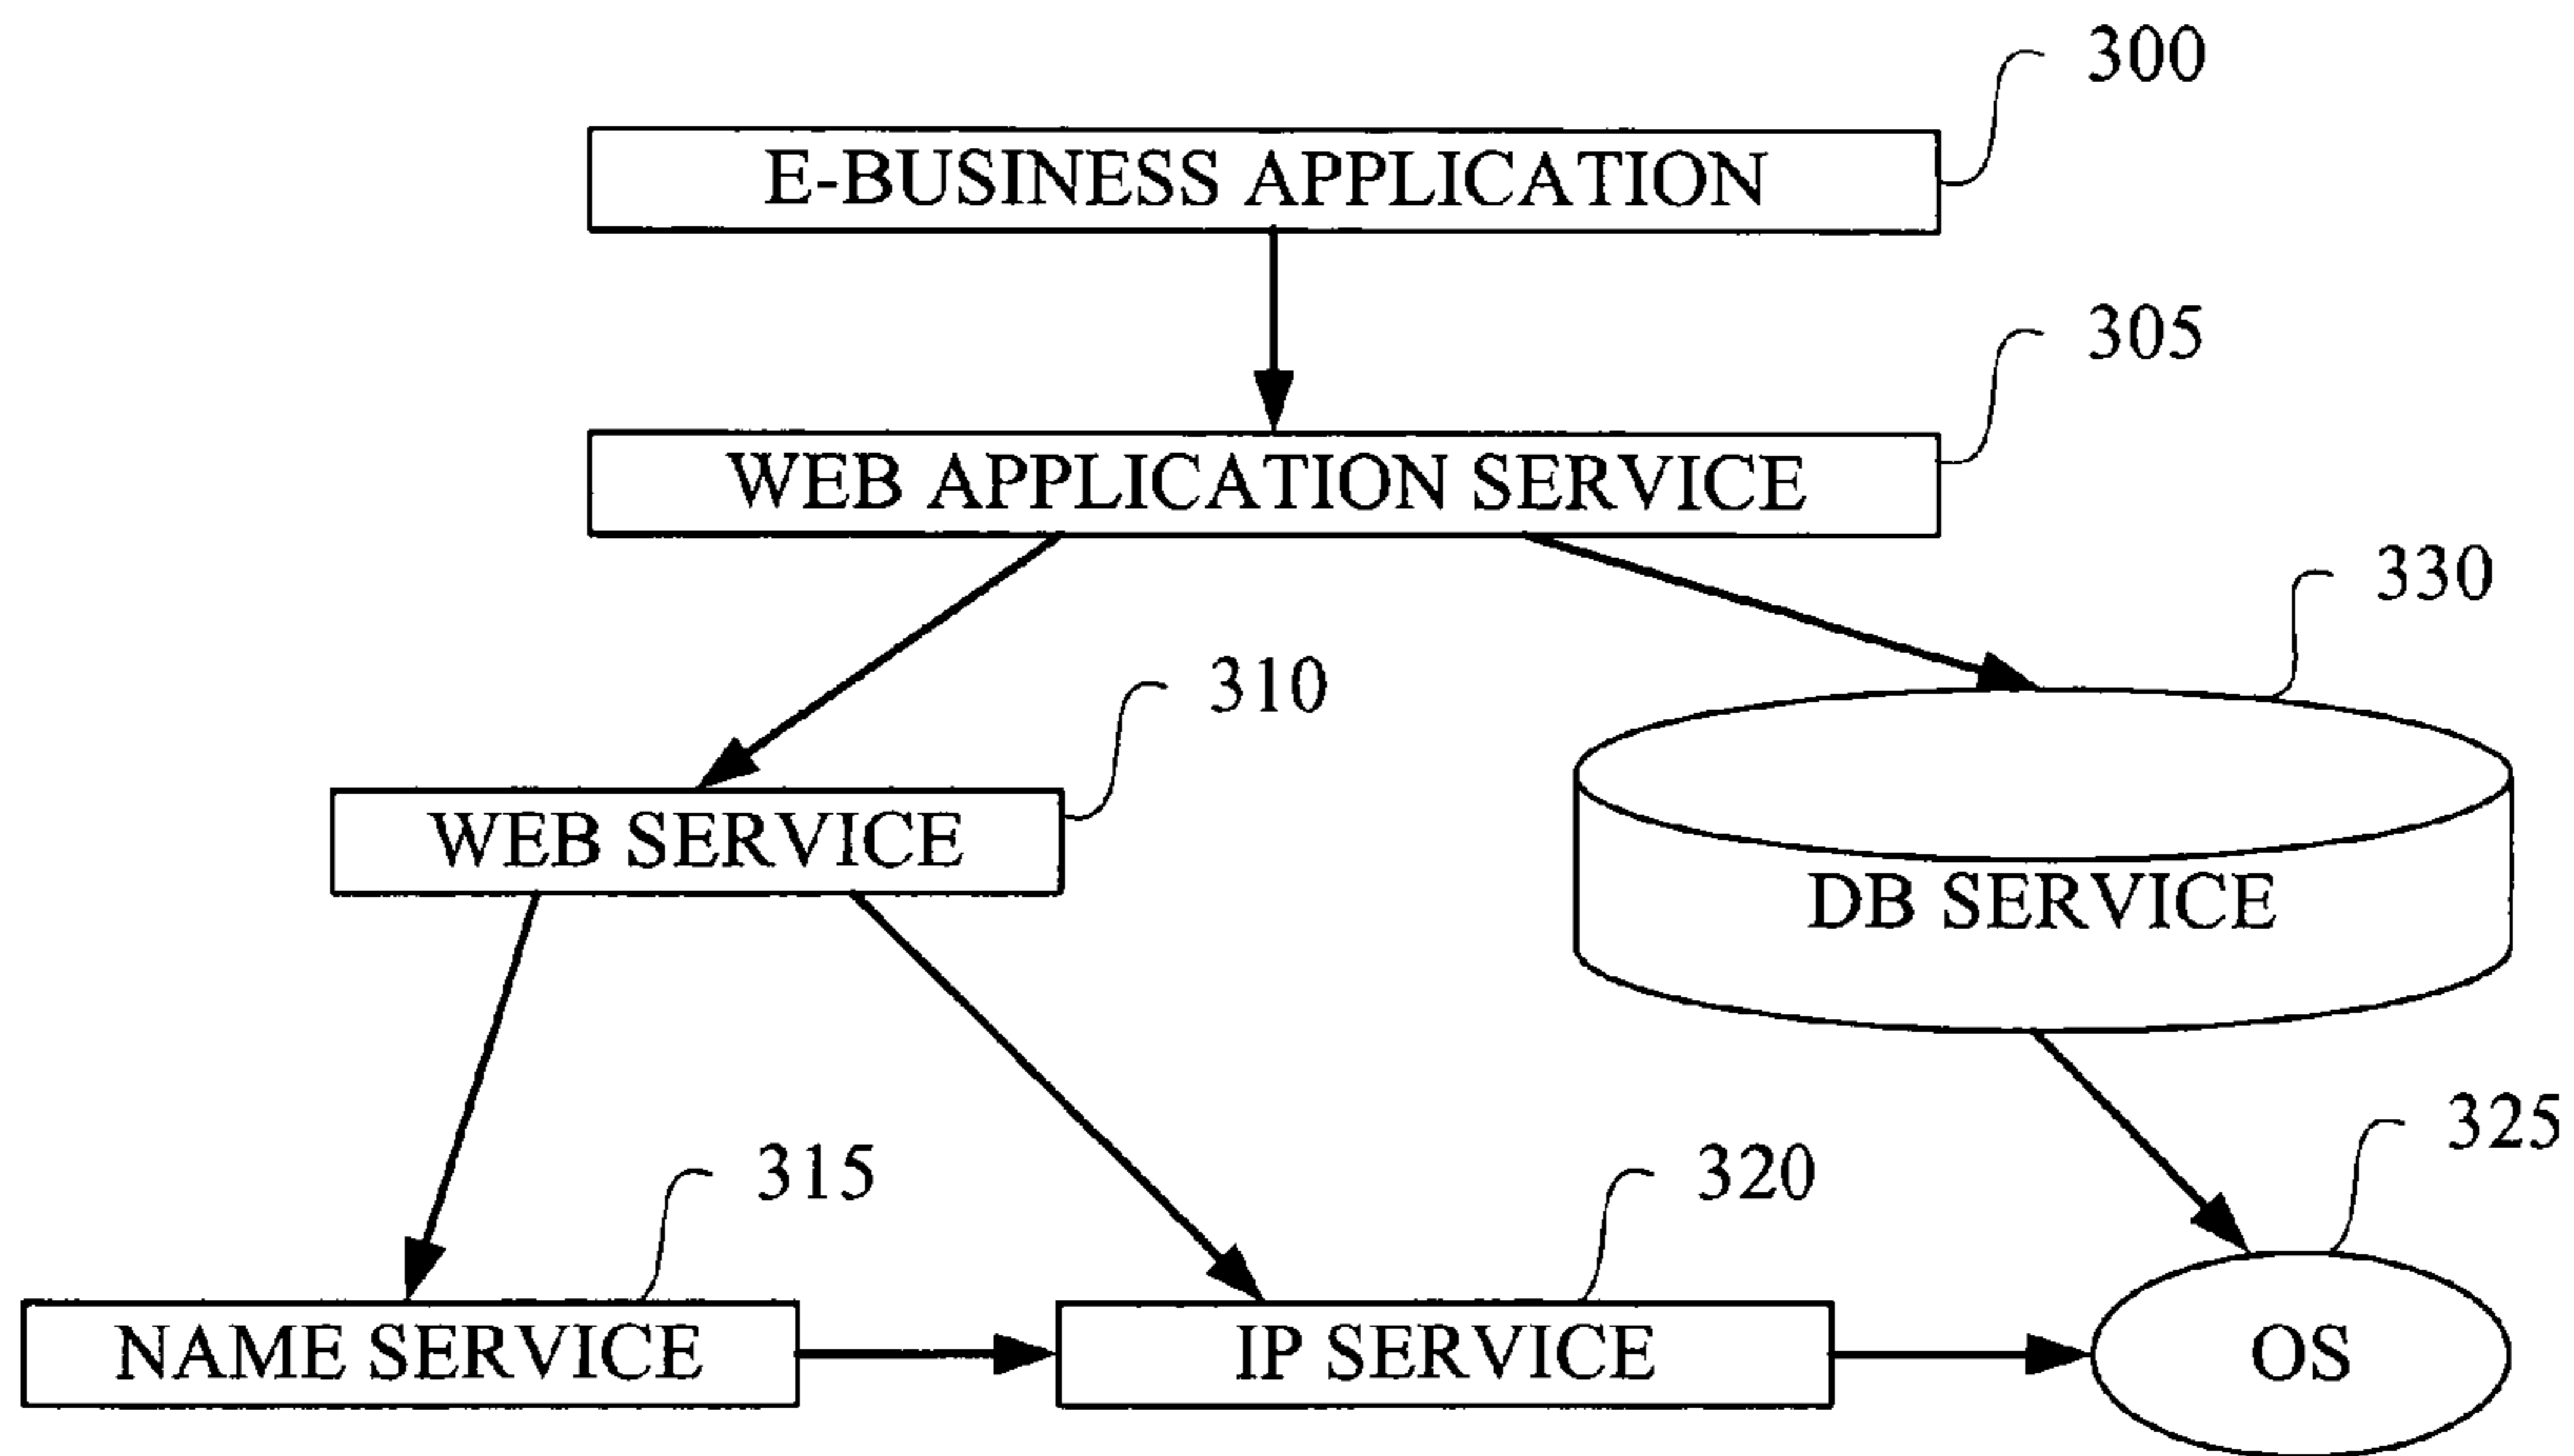 300
E-BUSINESS APPLICATION
305
WEB APPLICATION SERVICE
330
310
WEB SERVICE
DB SERVICE
325
315
320
NAME SERVICE
IP SERVICE
OS